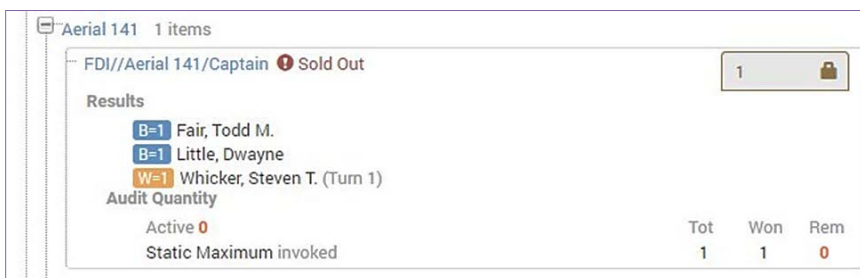 Aerial 141 1 items
FDI//Aerial 141/Captain Sold Out
1
Results
B=1 Fair, Todd M.
B=1 Little, Dwayne
W=1 Whicker, Steven T. (Turn 1)
Audit Quantity
Active 0 Tot Won Rem
Static Maximum invoked 1 1 0